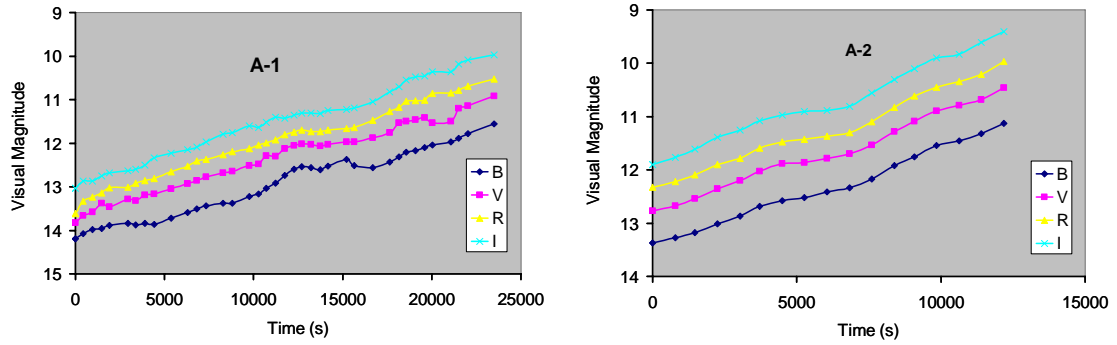 A-1
Visual Magnitude
9
10
11
12
13
14
15
0 5000 10000 15000 20000 25000
Time (s)
B
V
R
I
A-2
Visual Magnitude
9
10
11
12
13
14
0 5000 10000 15000
Time (s)
B
V
R
I